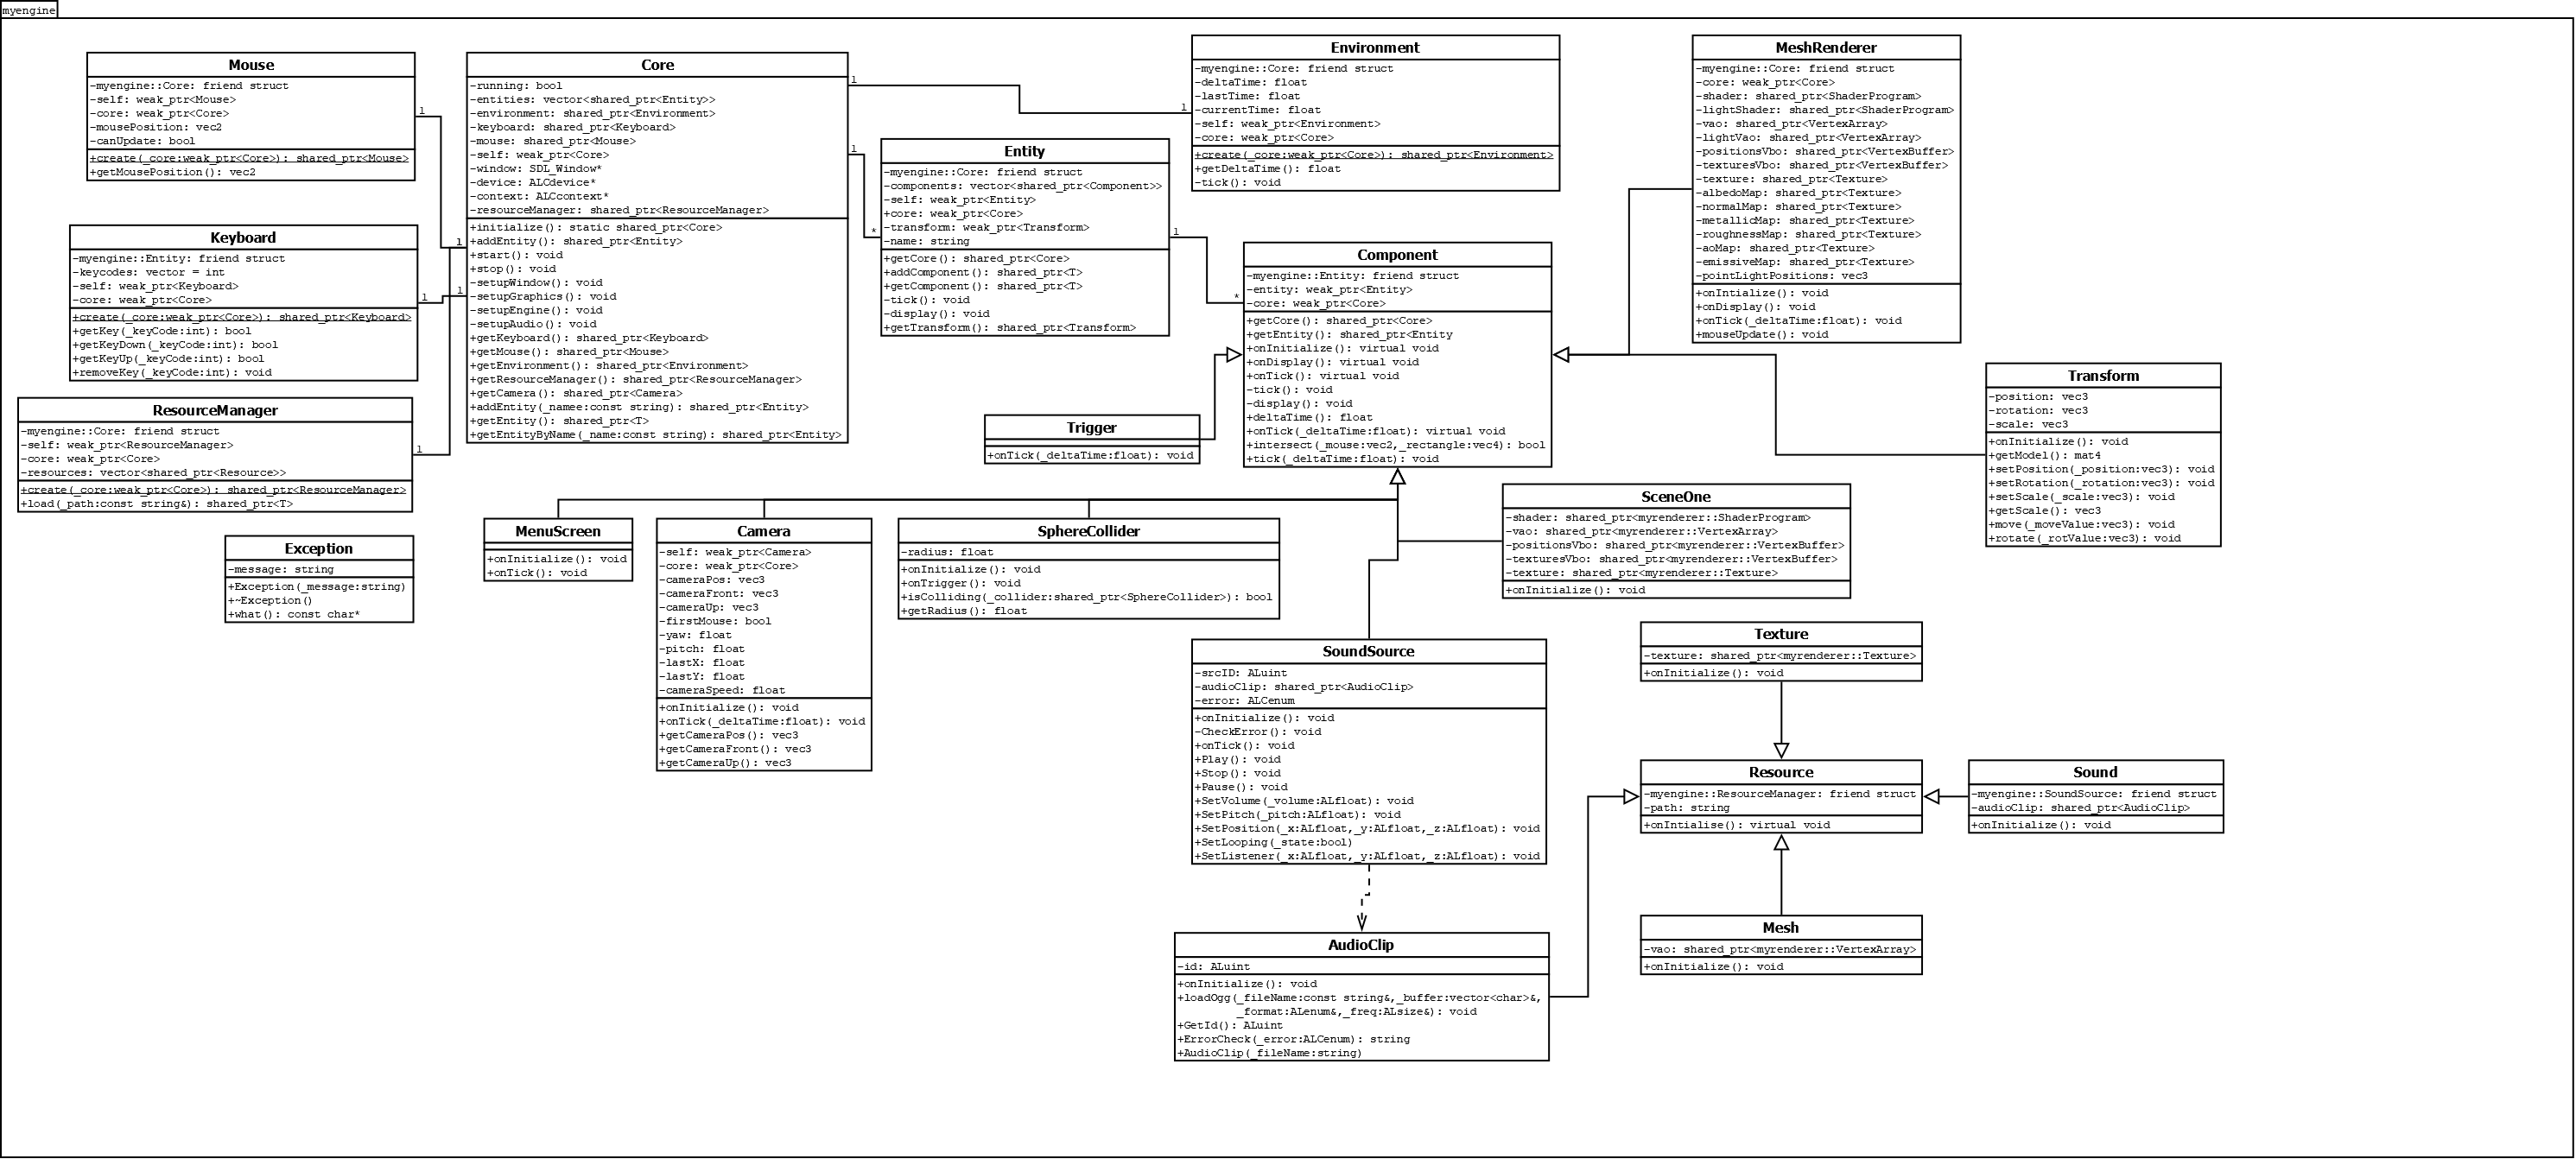 myengine
Mouse
-myengine::Core: friend struct
-self: weak_ptr<Mouse>
-core: weak_ptr<Core>
-mousePosition: vec2
-canUpdate: bool
+create(_core:weak_ptr<Core>): shared_ptr<Mouse>
+getMousePosition(): vec2
1
Keyboard
-myengine::Entity: friend struct
-keycodes: vector = int
-self: weak_ptr<Keyboard>
-core: weak_ptr<Core>
+create(_core:weak_ptr<Core>): shared_ptr<Keyboard>
+getKey(_keyCode:int): bool
+getKeyDown(_keyCode:int): bool
+getKeyUp(_keyCode:int): bool
+removeKey(_keyCode:int): void
1
ResourceManager
-myengine::Core: friend struct
-self: weak_ptr<ResourceManager>
-core: weak_ptr<Core>
-resources: vector<shared_ptr<Resource>>
+create(_core:weak_ptr<Core>): shared_ptr<ResourceManager>
+load(_path:const string&): shared_ptr<T>
1
Exception
-message: string
+Exception(_message:string)
+~Exception()
+what(): const char*
Core
-running: bool
-entities: vector<shared_ptr<Entity>>
-environment: shared_ptr<Environment>
-keyboard: shared_ptr<Keyboard>
-mouse: shared_ptr<Mouse>
-self: weak_ptr<Core>
-window: SDL_Window*
-device: ALCdevice*
-context: ALCcontext*
-resourceManager: shared_ptr<ResourceManager>
+initialize(): static shared_ptr<Core>
+addEntity(): shared_ptr<Entity>
+start(): void
+stop(): void
-setupWindow(): void
-setupGraphics(): void
-setupEngine(): void
-setupAudio(): void
+getKeyboard(): shared_ptr<Keyboard>
+getMouse(): shared_ptr<Mouse>
+getEnvironment(): shared_ptr<Environment>
+getResourceManager(): shared_ptr<ResourceManager>
+getCamera(): shared_ptr<Camera>
+addEntity(_namee:const string): shared_ptr<Entity>
+getEntity(): shared_ptr<T>
+getEntityByName(_name:const string): shared_ptr<Entity>
1
1
1
1
Entity
-myengine::Core: friend struct
-components: vector<shared_ptr<Component>>
-self: weak_ptr<Entity>
+core: weak_ptr<Core>
-transform: weak_ptr<Transform>
-name: string
+getCore(): shared_ptr<Core>
+addComponent(): shared_ptr<T>
+getComponent(): shared_ptr<T>
-tick(): void
-display(): void
+getTransform(): shared_ptr<Transform>
*
1
Environment
-myengine::Core: friend struct
-deltaTime: float
-lastTime: float
-currentTime: float
-self: weak_ptr<Environment>
-core: weak_ptr<Core>
+create(_core:weak_ptr<Core>): shared_ptr<Environment>
+getDeltaTime(): float
-tick(): void
1
Component
-myengine::Entity: friend struct
-entity: weak_ptr<Entity>
-core: weak_ptr<Core>
+getCore(): shared_ptr<Core>
+getEntity(): shared_ptr<Entity
+onInitialize(): virtual void
+onDisplay(): virtual void
+onTick(): virtual void
-tick(): void
-display(): void
+deltaTime(): float
+onTick(_deltaTime:float): virtual void
+intersect(_mouse:vec2,_rectangle:vec4): bool
+tick(_deltaTime:float): void
*
MeshRenderer
-myengine::Core: friend struct
-core: weak_ptr<Core>
-shader: shared_ptr<ShaderProgram>
-lightShader: shared_ptr<ShaderProgram>
-vao: shared_ptr<VertexArray>
-lightVao: shared_ptr<VertexArray>
-positionsVbo: shared_ptr<VertexBuffer>
-texturesVbo: shared_ptr<VertexBuffer>
-texture: shared_ptr<Texture>
-albedoMap: shared_ptr<Texture>
-normalMap: shared_ptr<Texture>
-metallicMap: shared_ptr<Texture>
-roughnessMap: shared_ptr<Texture>
-aoMap: shared_ptr<Texture>
-emissiveMap: shared_ptr<Texture>
-pointLightPositions: vec3
+onIntialize(): void
+onDisplay(): void
+onTick(_deltaTime:float): void
+mouseUpdate(): void
Transform
-position: vec3
-rotation: vec3
-scale: vec3
+onInitialize(): void
+getModel(): mat4
+setPosition(_position:vec3): void
+setRotation(_rotation:vec3): void
+setScale(_scale:vec3): void
+getScale(): vec3
+move(_moveValue:vec3): void
+rotate(_rotValue:vec3): void
Trigger
+onTick(_deltaTime:float): void
MenuScreen
+onInitialize(): void
+onTick(): void
Camera
-self: weak_ptr<Camera>
-core: weak_ptr<Core>
-cameraPos: vec3
-cameraFront: vec3
-cameraUp: vec3
-firstMouse: bool
-yaw: float
-pitch: float
-lastX: float
-lastY: float
-cameraSpeed: float
+onInitialize(): void
+onTick(_deltaTime:float): void
+getCameraPos(): vec3
+getCameraFront(): vec3
+getCameraUp(): vec3
SphereCollider
-radius: float
+onInitialize(): void
+onTrigger(): void
+isColliding(_collider:shared_ptr<SphereCollider>): bool
+getRadius(): float
SceneOne
-shader: shared_ptr<myrenderer::ShaderProgram>
-vao: shared_ptr<myrenderer::VertexArray>
-positionsVbo: shared_ptr<myrenderer::VertexBuffer>
-texturesVbo: shared_ptr<myrenderer::VertexBuffer>
-texture: shared_ptr<myrenderer::Texture>
+onInitialize(): void
SoundSource
-srcID: ALuint
-audioClip: shared_ptr<AudioClip>
-error: ALCenum
+onInitialize(): void
-CheckError(): void
+onTick(): void
+Play(): void
+Stop(): void
+Pause(): void
+SetVolume(_volume:ALfloat): void
+SetPitch(_pitch:ALfloat): void
+SetPosition(_x:ALfloat,_y:ALfloat,_z:ALfloat): void
+SetLooping(_state:bool)
+SetListener(_x:ALfloat,_y:ALfloat,_z:ALfloat): void
AudioClip
-id: ALuint
+onInitialize(): void
+loadOgg(_fileName:const string&,_buffer:vector<char>&,
_format:ALenum&,_freq:ALsize&): void
+GetId(): ALuint
+ErrorCheck(_error:ALCenum): string
+AudioClip(_fileName:string)
Texture
-texture: shared_ptr<myrenderer::Texture>
+onInitialize(): void
Resource
-myengine::ResourceManager: friend struct
-path: string
+onIntialise(): virtual void
Sound
-myengine::SoundSource: friend struct
-audioClip: shared_ptr<AudioClip>
+onInitialize(): void
Mesh
-vao: shared_ptr<myrenderer::VertexArray>
+onInitialize(): void